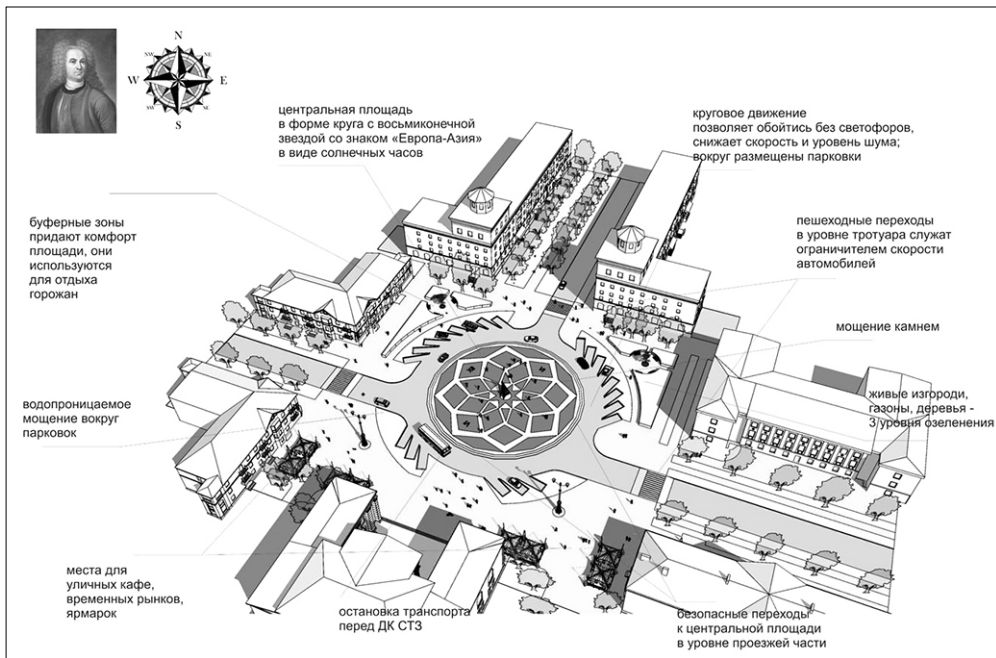 N
NW
NE
W
E
SW
SE
S
центральная площадь
в форме круга с восьмиконечной
звездой со знаком «Европа-Азия»
в виде солнечных часов
круговое движение
позволяет обойтись без светофоров,
снижает скорость и уровень шума;
вокруг размещены парковки
буферные зоны
придают комфорт
площади, они
используются
для отдыха
горожан
пешеходные переходы
в уровне тротуара служат
ограничителем скорости
автомобилей
мощение камнем
водопроницаемое
мощение вокруг
парковок
живые изгороди,
газоны, деревья -
3 уровня озеленения
места для
уличных кафе,
временных рынков,
ярмарок
остановка транспорта
перед ДК СТЗ
безопасные переходы
к центральной площади
в уровне проезжей части